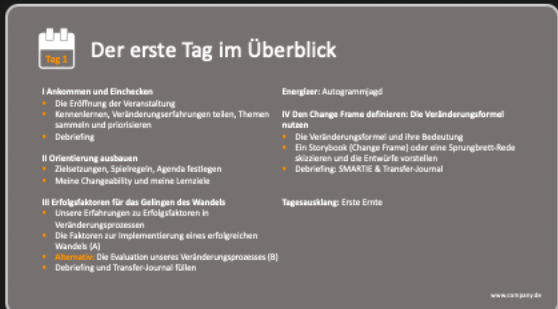 Tag 1
Der erste Tag im Überblick
I Ankommen und Einchecken
Die Eröffnung der Veranstaltung
Kennenlernen, Veränderungserfahrungen teilen, Themen
sammeln und priorisieren
Debriefing
II Orientierung ausbauen
Zielsetzungen, Spielregeln, Agenda festlegen
Meine Changeability und meine Lernziele
III Erfolgsfaktoren für das Gelingen des Wandels
Unsere Erfahrungen zu Erfolgsfaktoren in
Veränderungsprozessen
Die Faktoren zur Implementierung eines erfolgreichen
Wandels (A)
Alternativ: Die Evaluation unseres Veränderungsprozesses (B)
Debriefing und Transfer-Journal füllen
Energizer: Autogrammjagd
IV Den Change Frame definieren: Die Veränderungsformel
nutzen
Die Veränderungsformel und ihre Bedeutung
Ein Storybook (Change Frame) oder eine Sprungbrett-Rede
skizzieren und die Entwürfe vorstellen
Debriefing: SMARTIE & Transfer-Journal
Tagesausklang: Erste Ernte
www.company.de